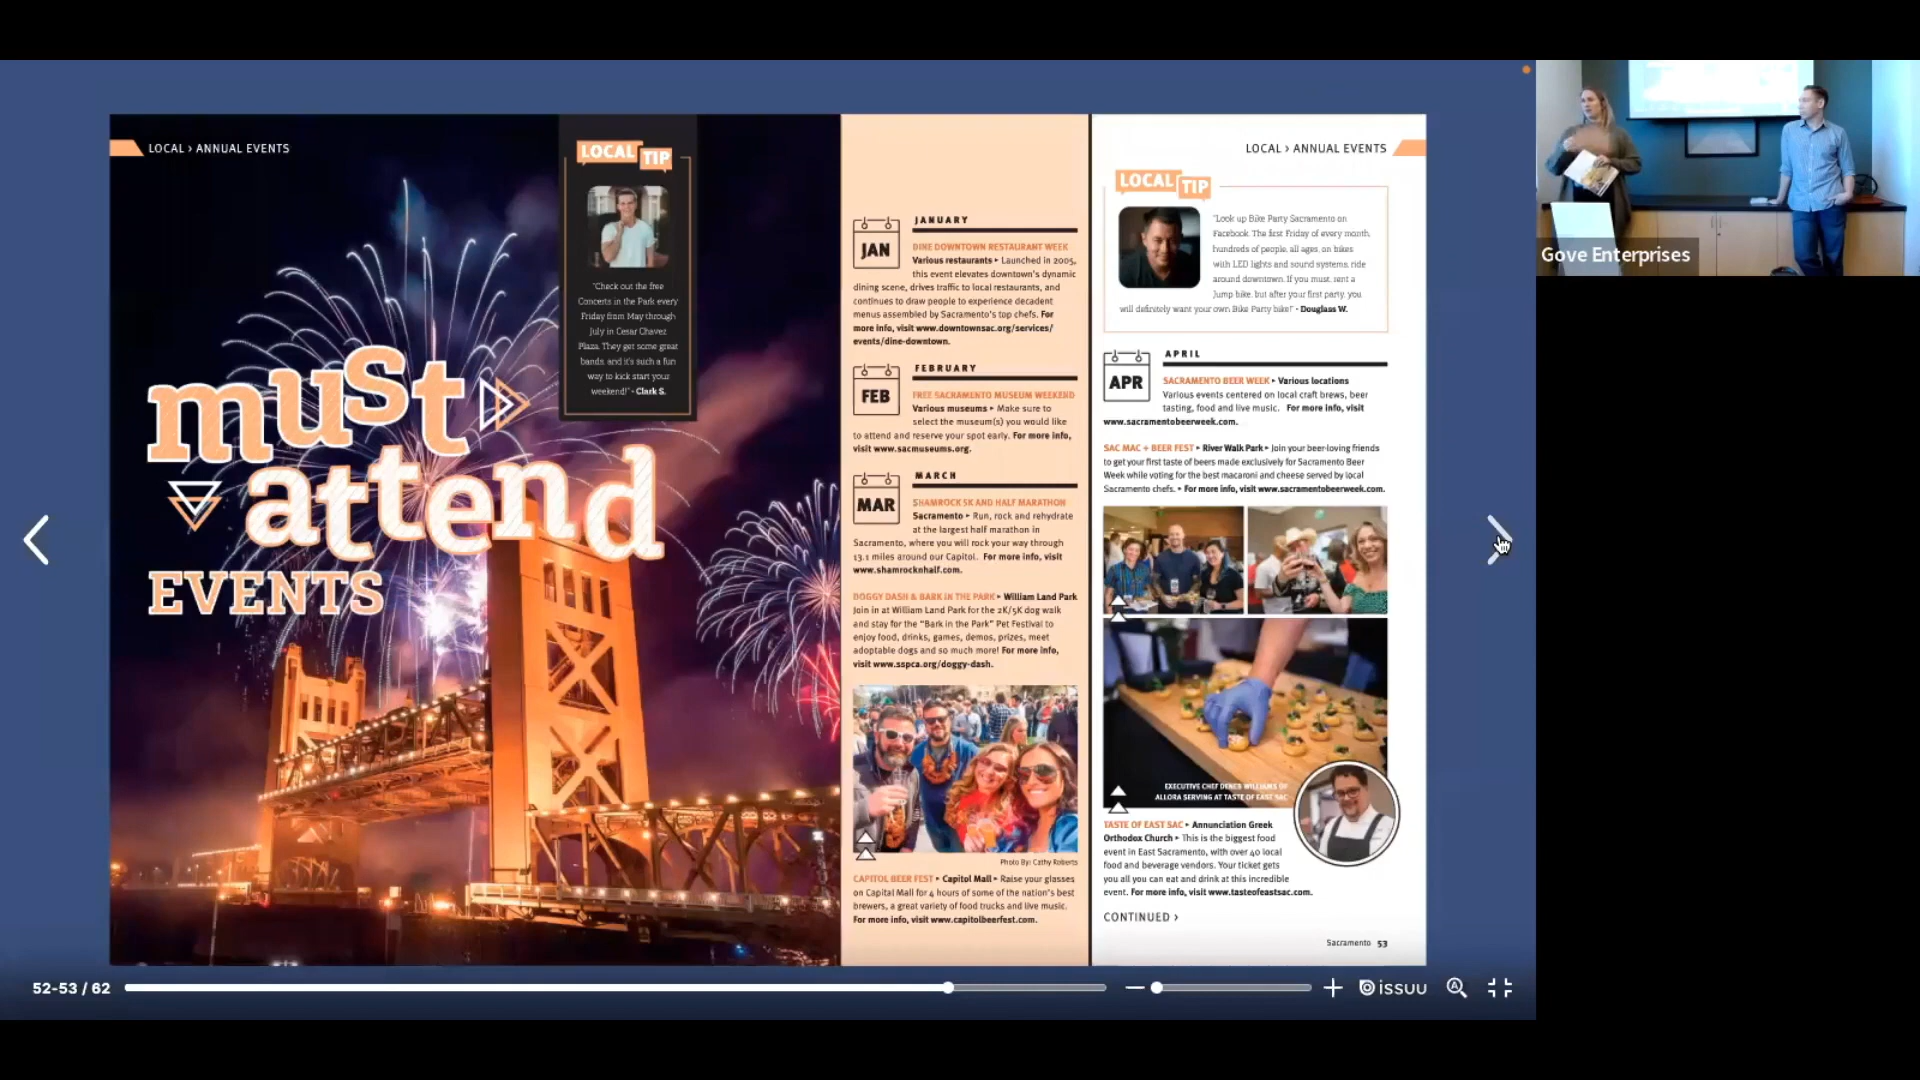 LOCAL > ANNUAL EVENTS
LOCAL TIP
"Check out the free
Concerts in the Park every
Friday from May through
July in Cesar Chavez
Plaza. They get some great
bands, and it's such a fun
way to kick start your
weekend!" - Clark S.
must
attend
EVENTS
JANUARY
JAN
DINE DOWNTOWN RESTAURANT WEEK
Various restaurants ▸ Launched in 2005,
this event elevates downtown's dynamic
dining scene, drives traffic to local restaurants, and
continues to draw people to experience decadent
menus assembled by Sacramento's top chefs. For
more info, visit www.downtownsac.org/services/
events/dine-downtown.
FEBRUARY
FEB
FREE SACRAMENTO MUSEUM WEEKEND
Various museums ▸ Make sure to
select the museum(s) you would like
to attend and reserve your spot early. For more info,
visit www.sacmuseums.org.
MARCH
MAR
SHAMROCK 5K AND HALF MARATHON
Sacramento ▸ Run, rock and rehydrate
at the largest half marathon in
Sacramento, where you will rock your way through
13.1 miles around our Capitol. For more info, visit
www.shamrocknhalf.com.
DOGGY DASH & BARK IN THE PARK ▸ William Land Park
Join in at William Land Park for the 2K/5K dog walk
and stay for the "Bark in the Park" Pet Festival to
enjoy food, drinks, games, demos, prizes, meet
adoptable dogs and so much more! For more info,
visit www.sspca.org/doggy-dash.
Photo By: Cathy Roberts
CAPITOL BEER FEST ▸ Capitol Mall ▸ Raise your glasses
on Capital Mall for 4 hours of some of the nation's best
brewers, a great variety of food trucks and live music.
For more info, visit www.capitolbeerfest.com.
LOCAL > ANNUAL EVENTS
LOCAL TIP
"Look up Bike Party Sacramento on
Facebook. The first Friday of every month,
hundreds of people, all ages, on bikes
with LED lights and sound systems, ride
around downtown. If you must, rent a
Jump bike, but after your first party, you
will definitely want your own Bike Party bike!" - Douglass W.
APRIL
APR
SACRAMENTO BEER WEEK ▸ Various locations
Various events centered on local craft brews, beer
tasting, food and live music. For more info, visit
www.sacramentobeerweek.com.
SAC MAC + BEER FEST ▸ River Walk Park ▸ Join your beer-loving friends
to get your first taste of beers made exclusively for Sacramento Beer
Week while voting for the best macaroni and cheese served by local
Sacramento chefs. ▸ For more info, visit www.sacramentobeerweek.com.
EXECUTIVE CHEF DENEB WILLIAMS OF
ALLORA SERVING AT TASTE OF EAST SAC
TASTE OF EAST SAC ▸ Annunciation Greek
Orthodox Church ▸ This is the biggest food
event in East Sacramento, with over 40 local
food and beverage vendors. Your ticket gets
you all you can eat and drink at this incredible
event. For more info, visit www.tasteofeastsac.com.
CONTINUED >
Sacramento 53
Gove Enterprises
52-53 / 62
issuu